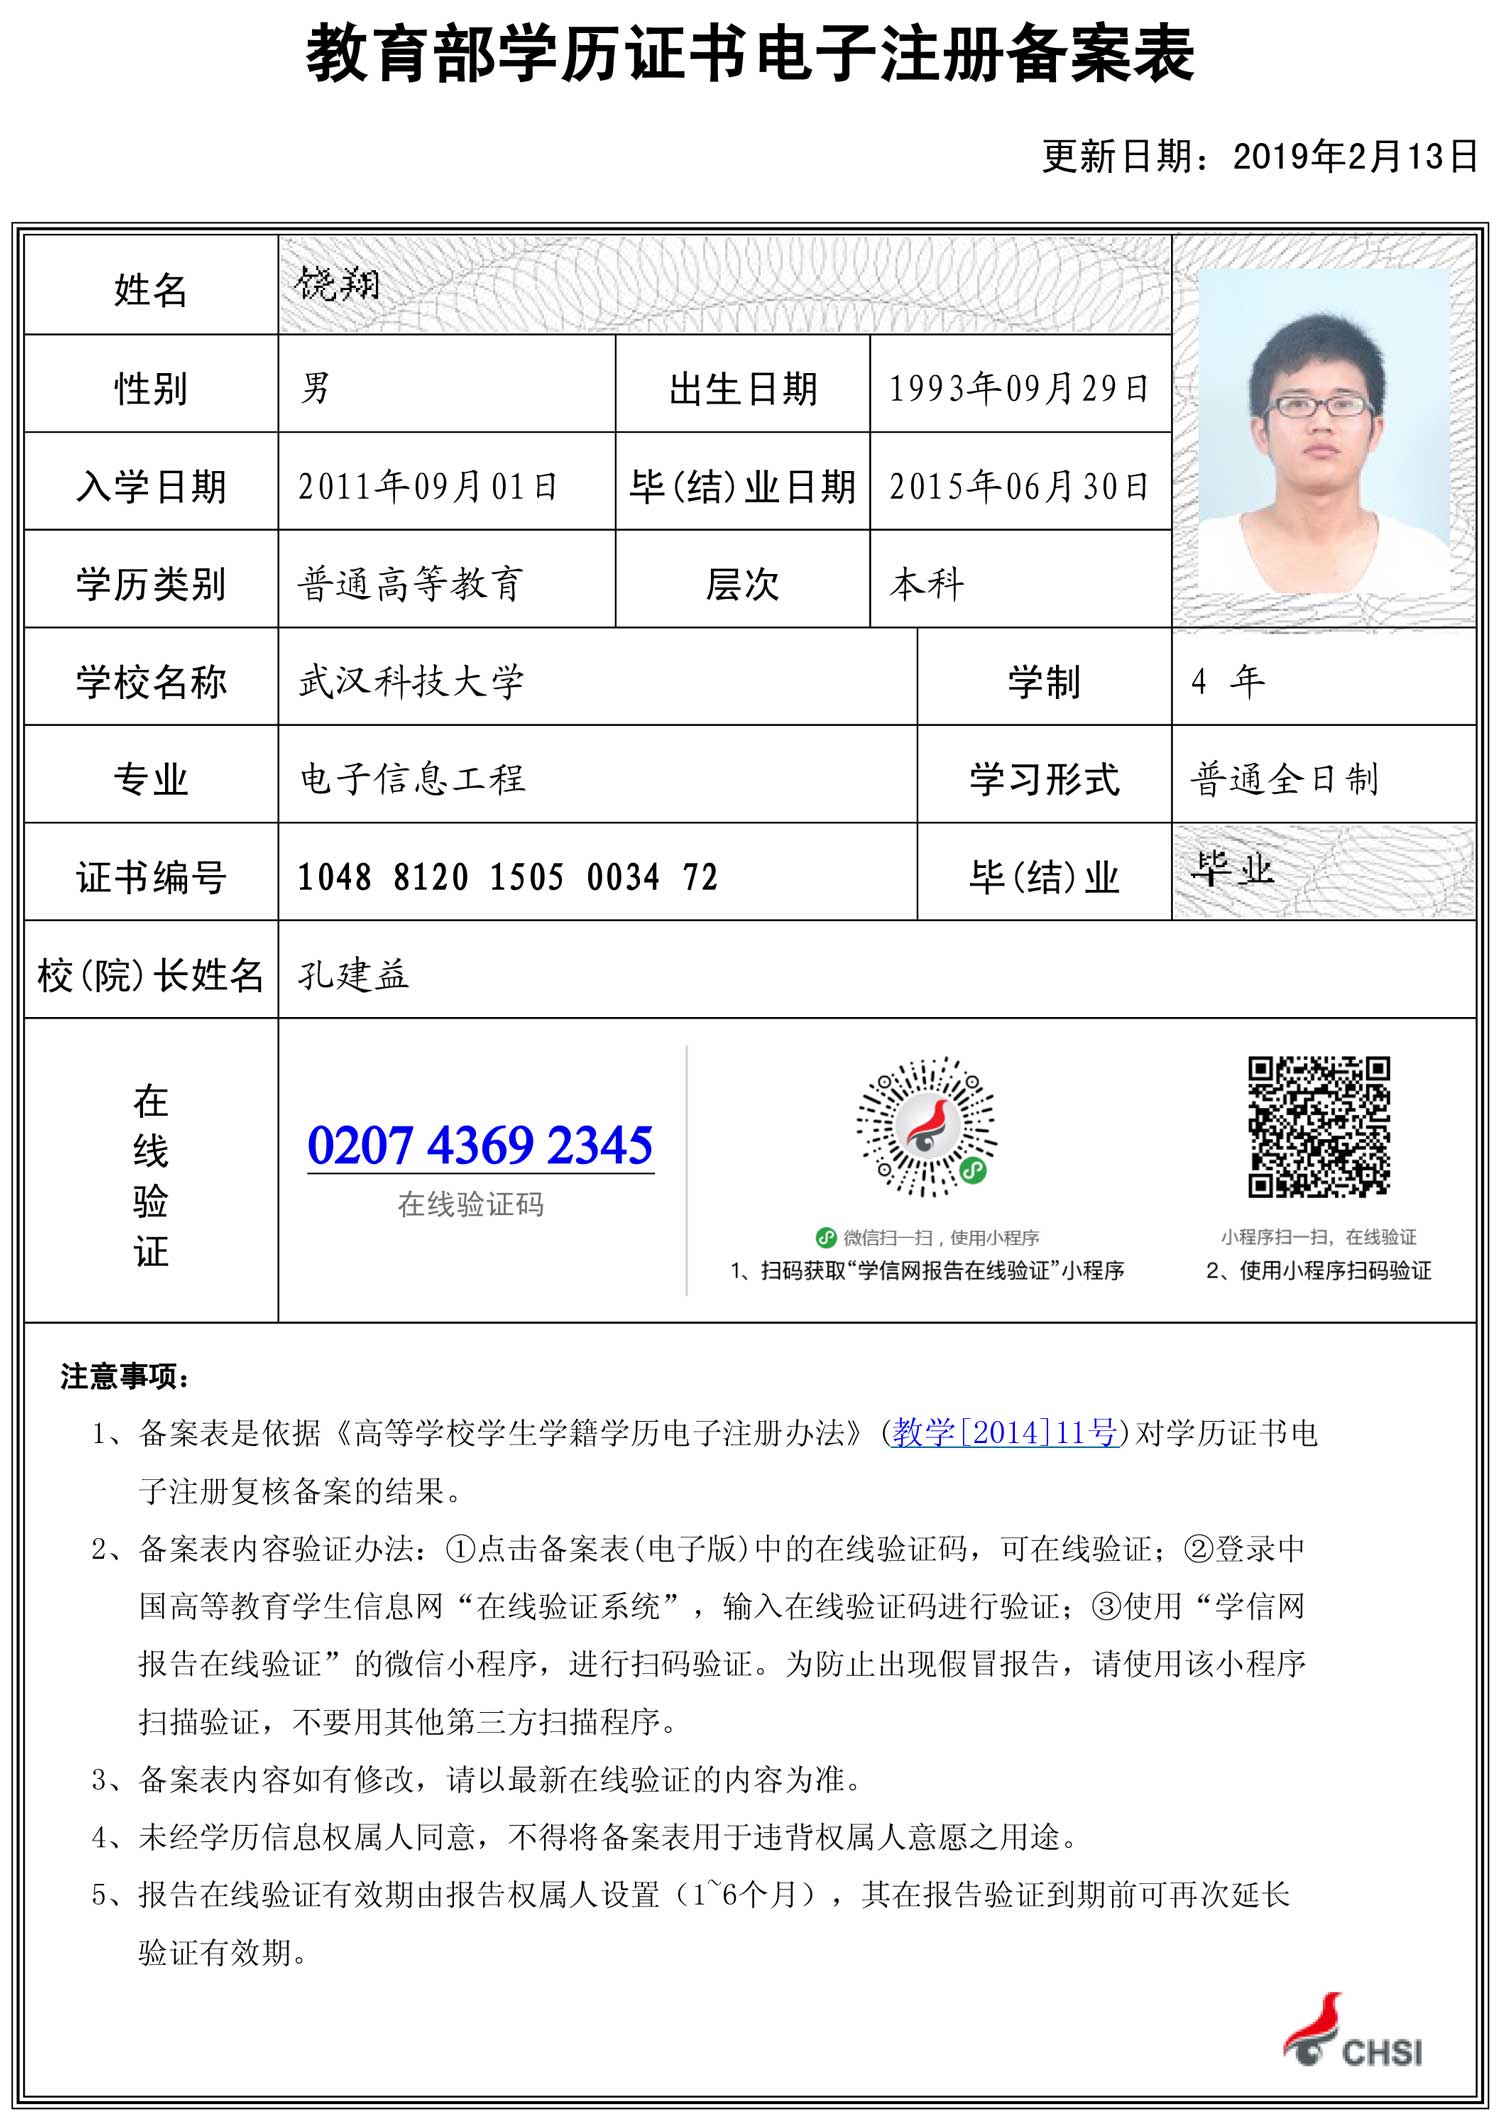 教育部学历证书电子注册备案表
更新日期：2019年2月13日
姓名 饶翔
性别 男 出生日期 1993年09月29日
入学日期 2011年09月01日 毕(结)业日期 2015年06月30日
学历类别 普通高等教育 层次 本科
学校名称 武汉科技大学 学制 4 年
专业 电子信息工程 学习形式 普通全日制
证书编号 1048 8120 1505 0034 72 毕(结)业 毕业
校(院)长姓名 孔建益
在线验证
0207 4369 2345
在线验证码
微信扫一扫，使用小程序
1、扫码获取“学信网报告在线验证”小程序
小程序扫一扫，在线验证
2、使用小程序扫码验证
注意事项：
1、备案表是依据《高等学校学生学籍学历电子注册办法》(教学[2014]11号)对学历证书电
子注册复核备案的结果。
2、备案表内容验证办法：①点击备案表(电子版)中的在线验证码，可在线验证；②登录中
国高等教育学生信息网“在线验证系统”，输入在线验证码进行验证；③使用“学信网
报告在线验证”的微信小程序，进行扫码验证。为防止出现假冒报告，请使用该小程序
扫描验证，不要用其他第三方扫描程序。
3、备案表内容如有修改，请以最新在线验证的内容为准。
4、未经学历信息权属人同意，不得将备案表用于违背权属人意愿之用途。
5、报告在线验证有效期由报告权属人设置（1~6个月），其在报告验证到期前可再次延长
验证有效期。
CHSI